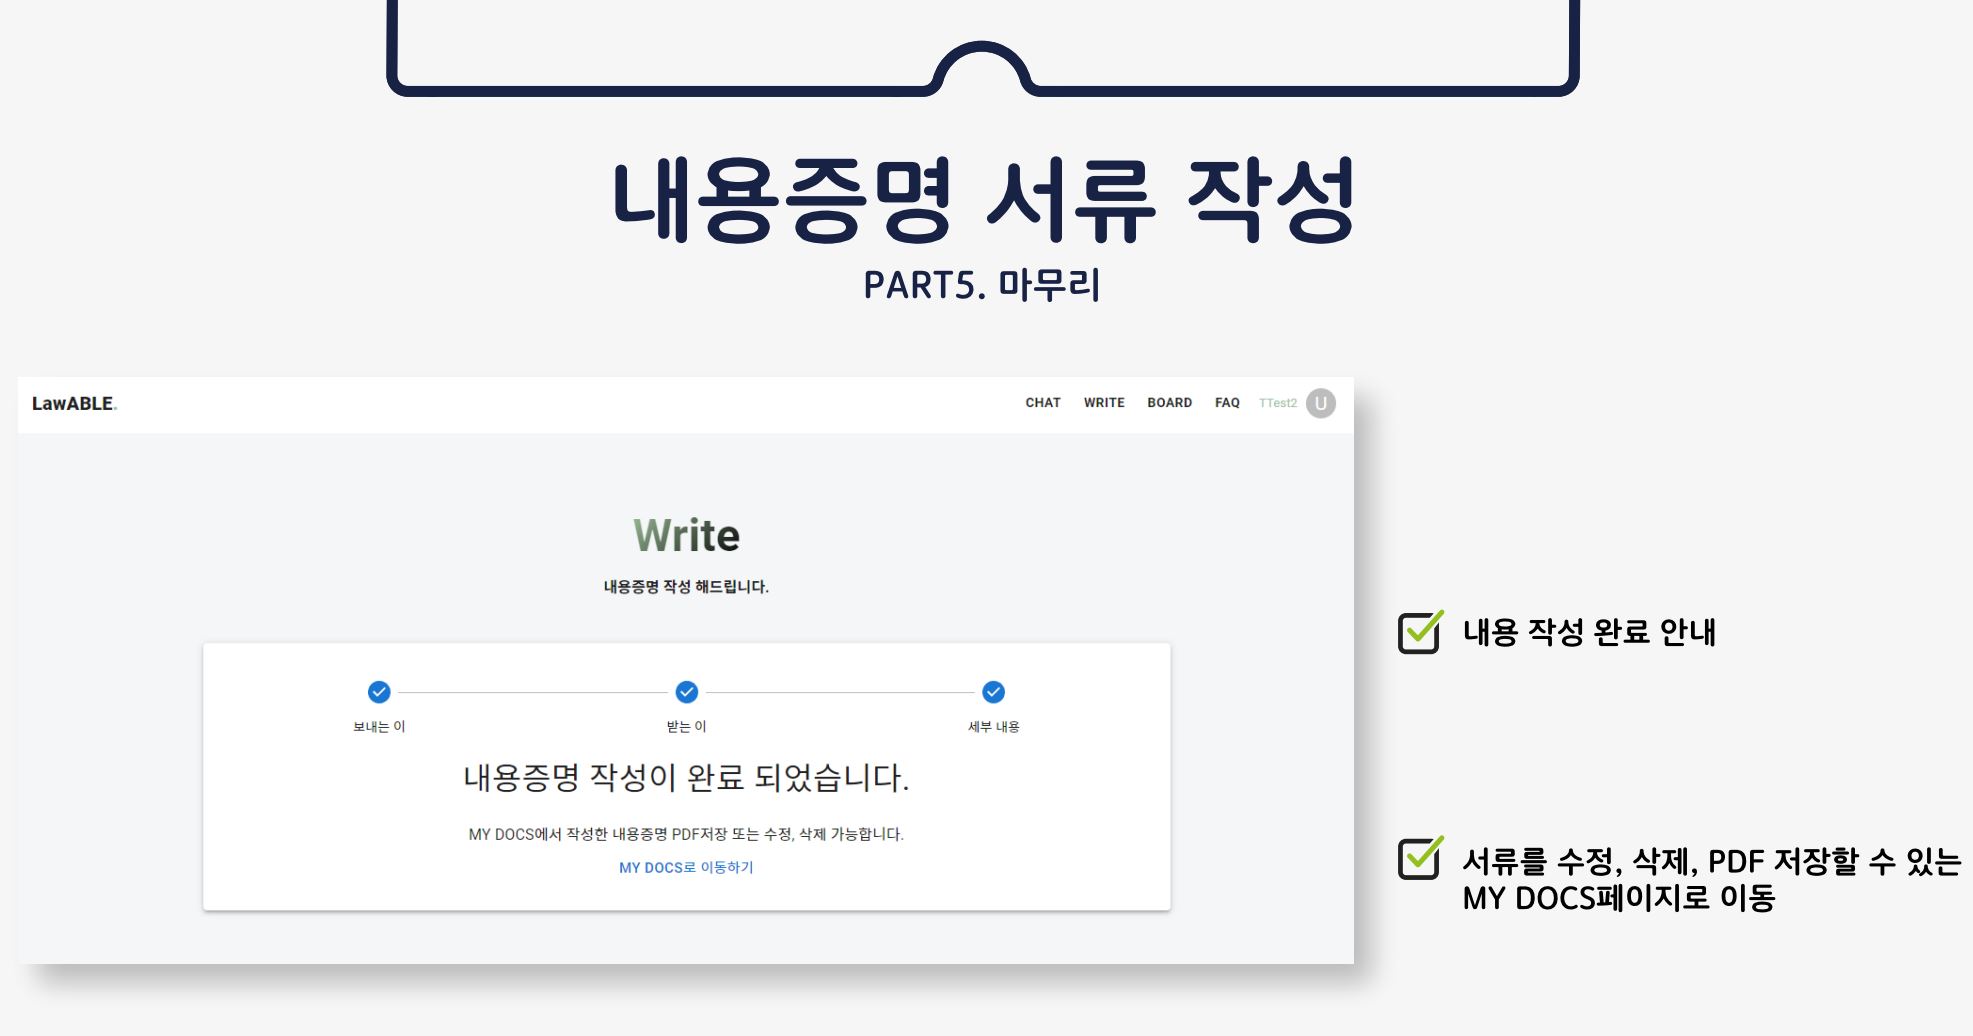 내용증명 서류 작성
PART5. 마무리
LawABLE.
CHAT WRITE BOARD FAQ TTest2 U
Write
내용증명 작성 해드립니다.
보내는 이 받는 이 세부 내용
내용증명 작성이 완료 되었습니다.
MY DOCS에서 작성한 내용증명 PDF저장 또는 수정, 삭제 가능합니다.
MY DOCS로 이동하기
내용 작성 완료 안내
서류를 수정, 삭제, PDF 저장할 수 있는
MY DOCS페이지로 이동